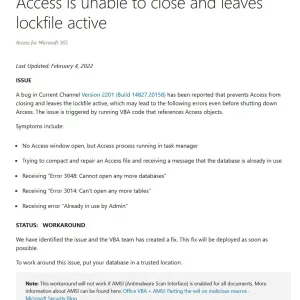 Access is unable to close and leaves
lockfile active
Access for Microsoft 365
Last Updated: February 4, 2022
ISSUE
A bug in Current Channel Version 2201 (Build 14827.20158) has been reported that prevents Access from
closing and leaves the lockfile active, which may lead to the following errors even before shutting down
Access. The issue is triggered by running VBA code that references Access objects.
Symptoms include:
• No Access window open, but Access process running in task manager
• Trying to compact and repair an Access file and receiving a message that the database is already in use
• Receiving "Error 3048: Cannot open any more databases"
• Receiving "Error 3014: Can't open any more tables"
• Receiving error "Already in use by Admin"
STATUS: WORKAROUND
We have identified the issue and the VBA team has created a fix. This fix will be deployed as soon as
possible.
To work around this issue, put your database in a trusted location.
Note: This workaround will not work if AMSI (Antimalware Scan Interface) is enabled for all documents. More
information about AMSI can be found here: Office VBA + AMSI: Parting the veil on malicious macros -
Microsoft Security Blog